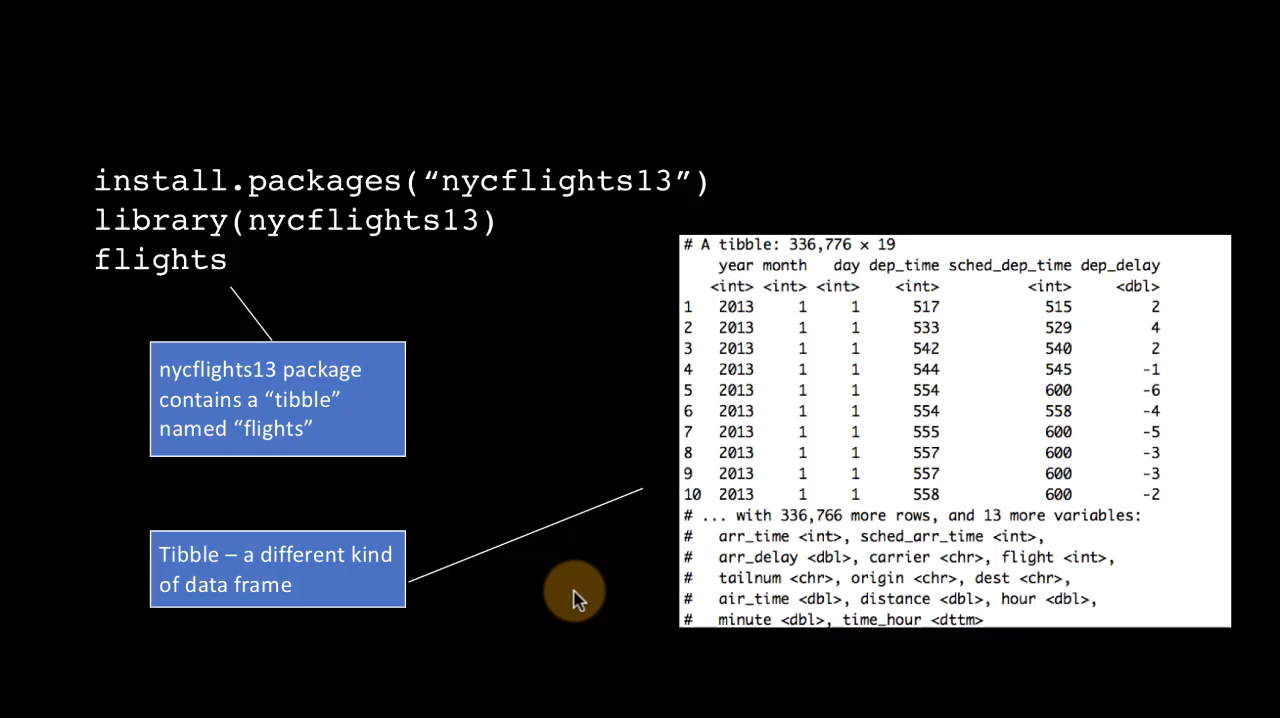 install.packages(“nycflights13”)
library(nycflights13)
flights
nycflights13 package
contains a “tibble”
named “flights”
Tibble – a different kind
of data frame
# A tibble: 336,776 × 19
year month day dep_time sched_dep_time dep_delay
<int> <int> <int> <int> <int> <dbl>
1 2013 1 1 517 515 2
2 2013 1 1 533 529 4
3 2013 1 1 542 540 2
4 2013 1 1 544 545 -1
5 2013 1 1 554 600 -6
6 2013 1 1 554 558 -4
7 2013 1 1 555 600 -5
8 2013 1 1 557 600 -3
9 2013 1 1 557 600 -3
10 2013 1 1 558 600 -2
# ... with 336,766 more rows, and 13 more variables:
# arr_time <int>, sched_arr_time <int>,
# arr_delay <dbl>, carrier <chr>, flight <int>,
# tailnum <chr>, origin <chr>, dest <chr>,
# air_time <dbl>, distance <dbl>, hour <dbl>,
# minute <dbl>, time_hour <dttm>